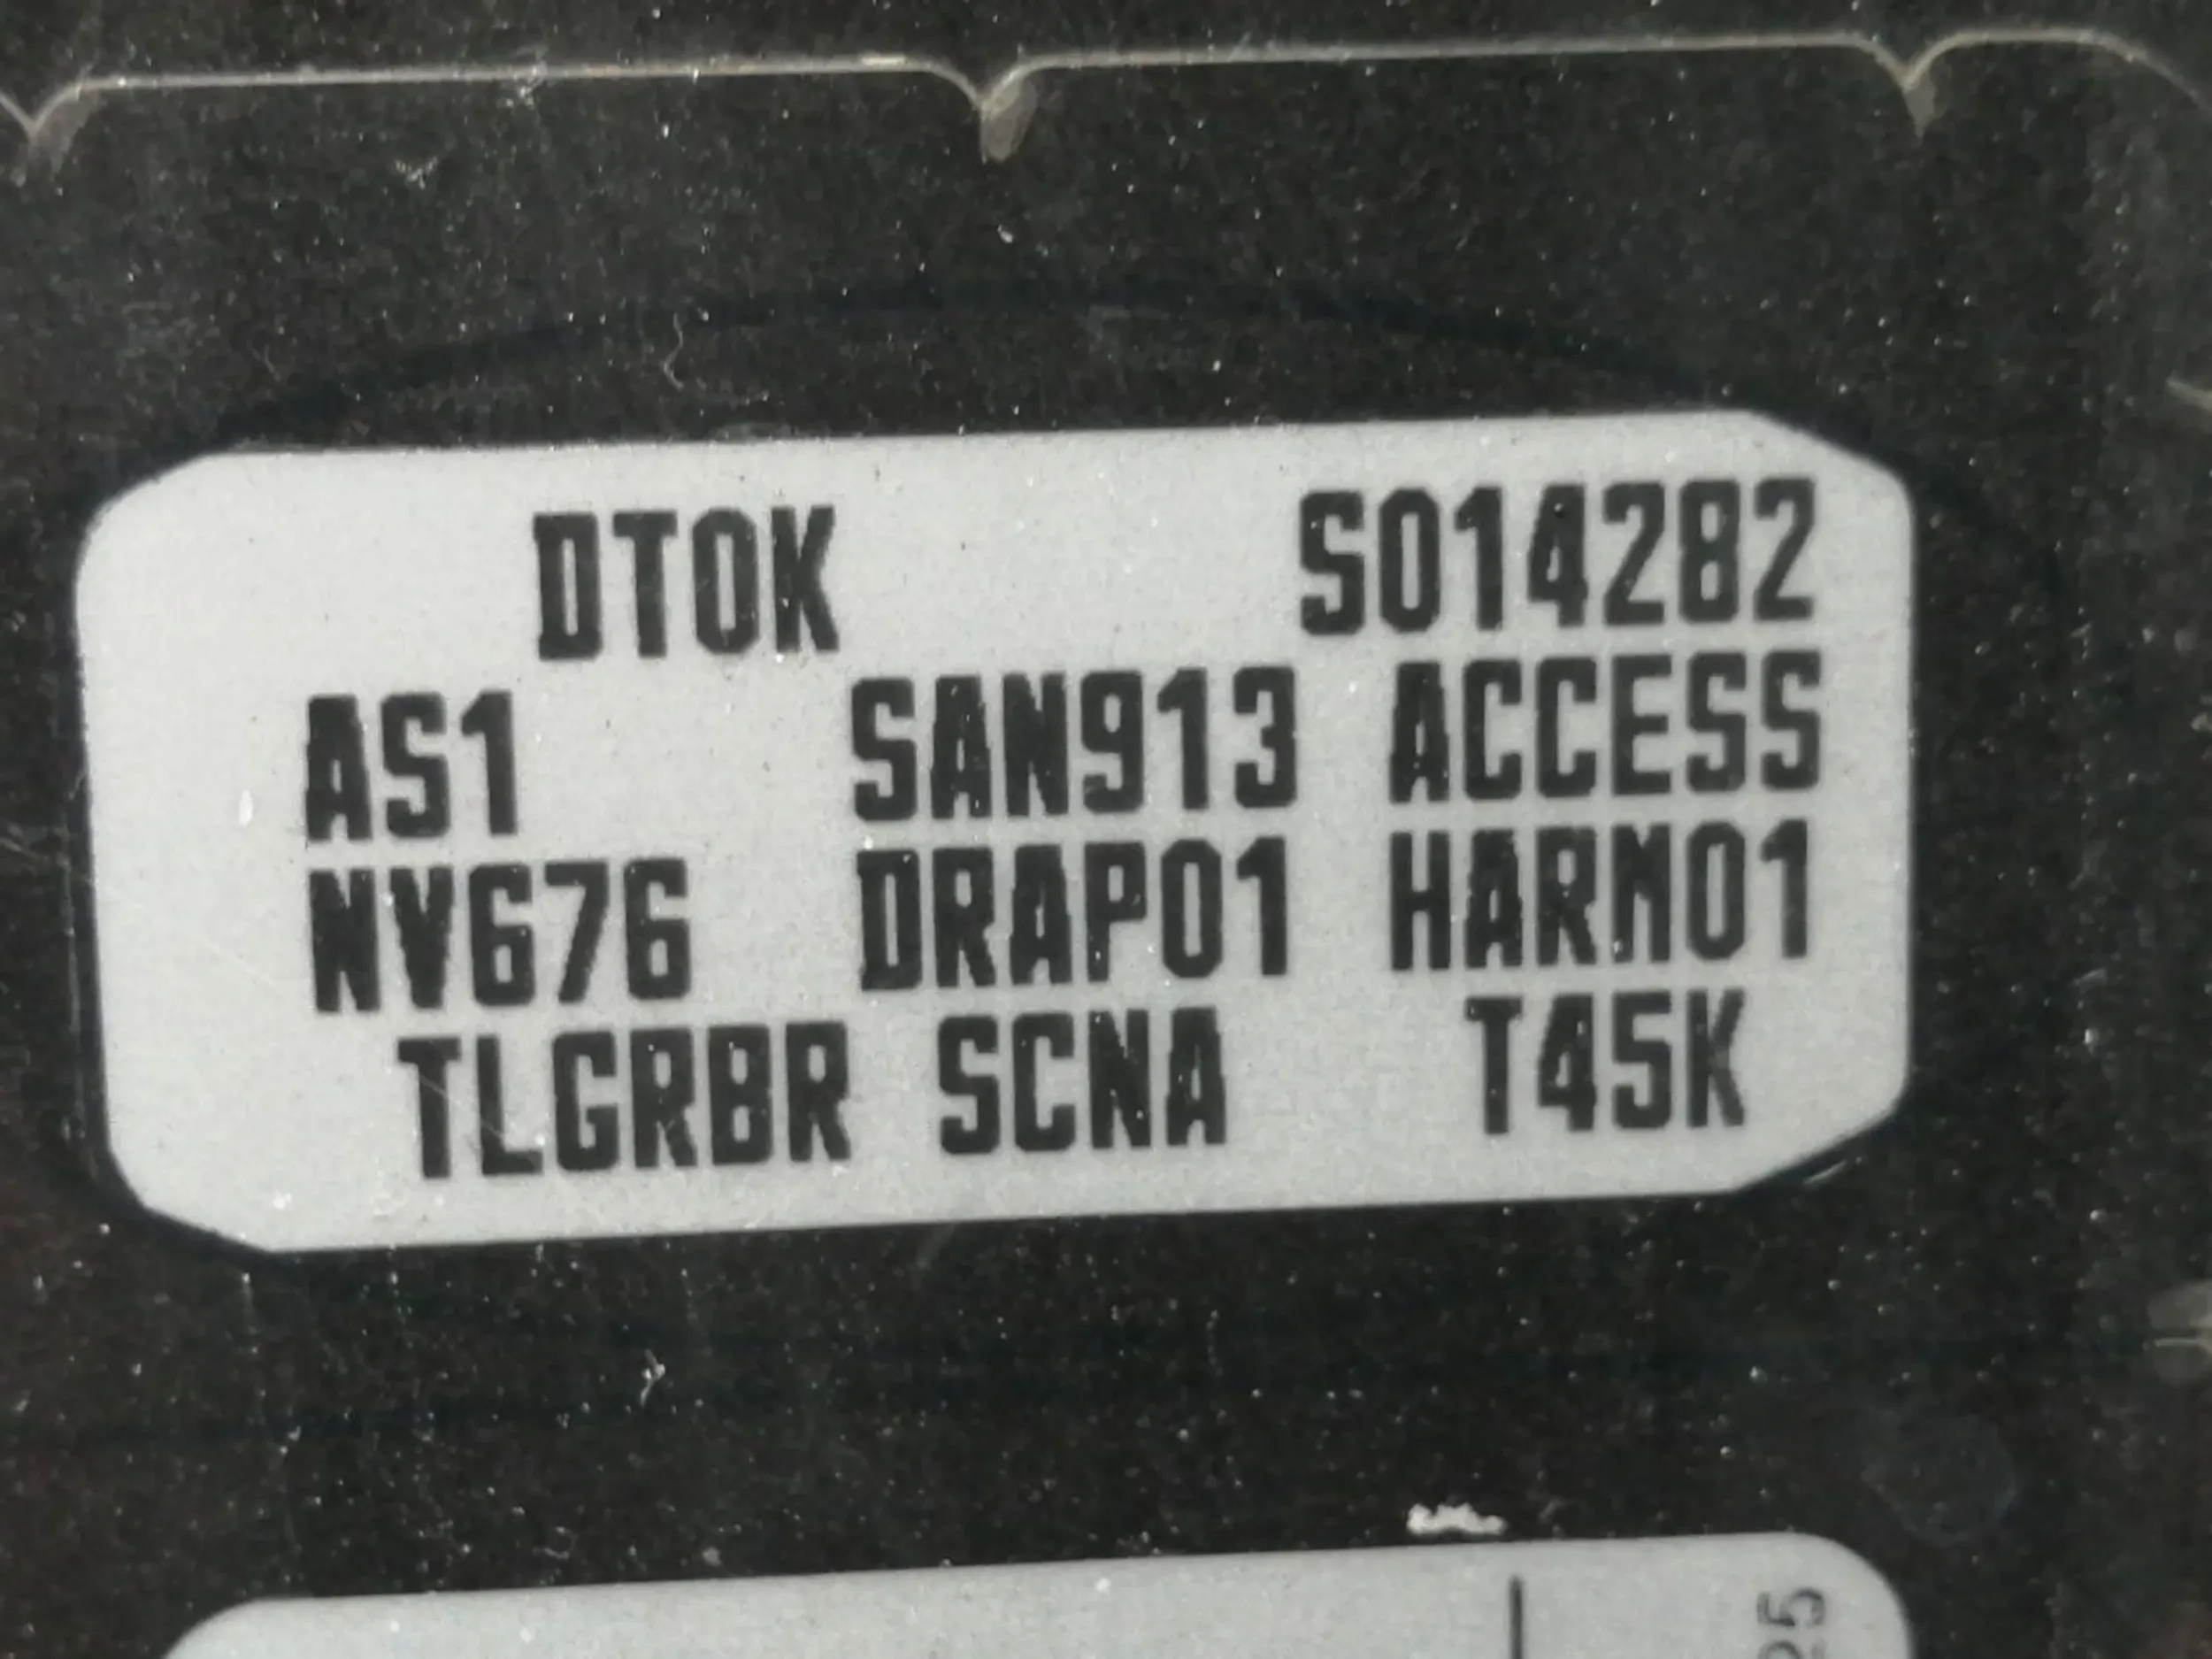 DTOK S014282
AS1 SAN913 ACCESS
NV676 DRAP01 HARM01
TLGRBR SCNA T45K